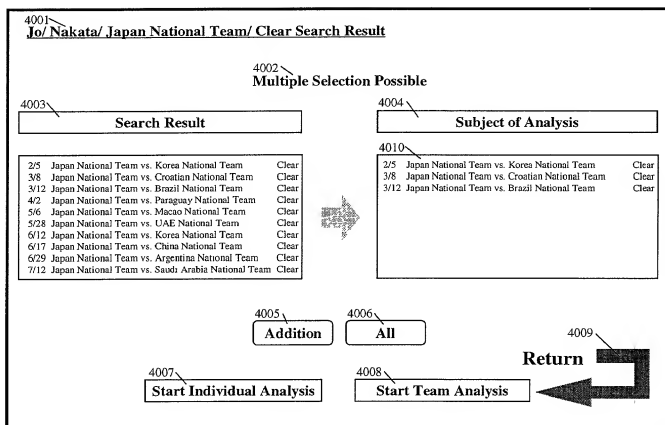 4001
Jo/ Nakata/ Japan National Team/ Clear Search Result
4002
Multiple Selection Possible
4003
Search Result
4004
Subject of Analysis
2/5 Japan National Team vs. Korea National Team Clear
3/8 Japan National Team vs. Croatian National Team Clear
3/12 Japan National Team vs. Brazil National Team Clear
4/2 Japan National Team vs. Paraguay National Team Clear
5/6 Japan National Team vs. Macao National Team Clear
5/28 Japan National Team vs. UAE National Team Clear
6/12 Japan National Team vs. Korea National Team Clear
6/17 Japan National Team vs. China National Team Clear
6/29 Japan National Team vs. Argentina National Team Clear
7/12 Japan National Team vs. Saudi Arabia National Team Clear
4010
2/5 Japan National Team vs. Korea National Team Clear
3/8 Japan National Team vs. Croatian National Team Clear
3/12 Japan National Team vs. Brazil National Team Clear
4005
Addition
4006
All
4009
Return
4007
Start Individual Analysis
4008
Start Team Analysis